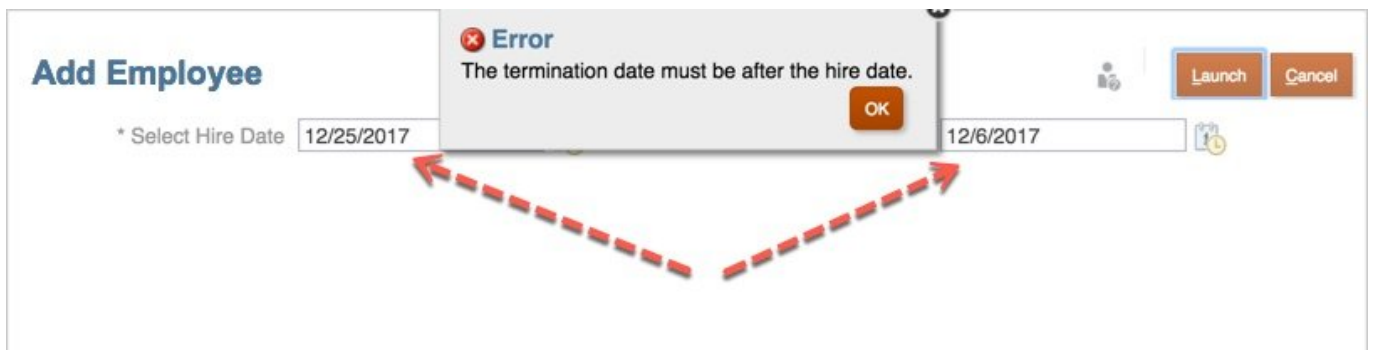 Error
The termination date must be after the hire date.
OK
Add Employee
Launch Cancel
* Select Hire Date 12/25/2017 12/6/2017